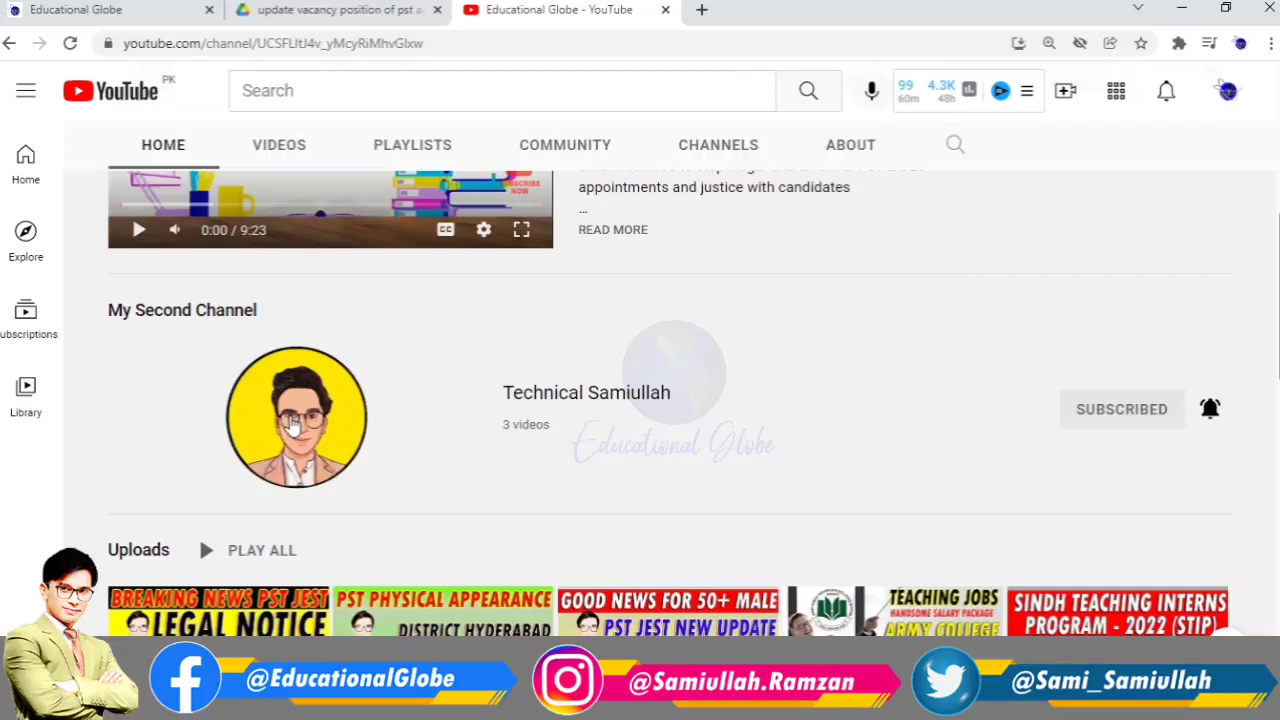 Educational Globe
update vacancy position of pst a
Educational Globe - YouTube
youtube.com/channel/UCSFlJtJ4v_yMcyRiMhvGlxw
YouTube PK
Search
99 4.3K
60m 48h
HOME VIDEOS PLAYLISTS COMMUNITY CHANNELS ABOUT
Home
Explore
ubscriptions
Library
SUBSCRIBE
NOW
0:00 / 9:23
appointments and justice with candidates
...
READ MORE
My Second Channel
Technical Samiullah
3 videos
SUBSCRIBED
Educational Globe
Uploads PLAY ALL
BREAKING NEWS PST JEST
LEGAL NOTICE
PST PHYSICAL APPEARANCE
DISTRICT HYDERABAD
GOOD NEWS FOR 50+ MALE
PST JEST NEW UPDATE
TEACHING JOBS
HANDSOME SALARY PACKAGE
ARMY COLLEGE
SINDH TEACHING INTERNS
PROGRAM - 2022 (STIP)
@EducationalGlobe
@Samiullah.Ramzan
@Sami_Samiullah